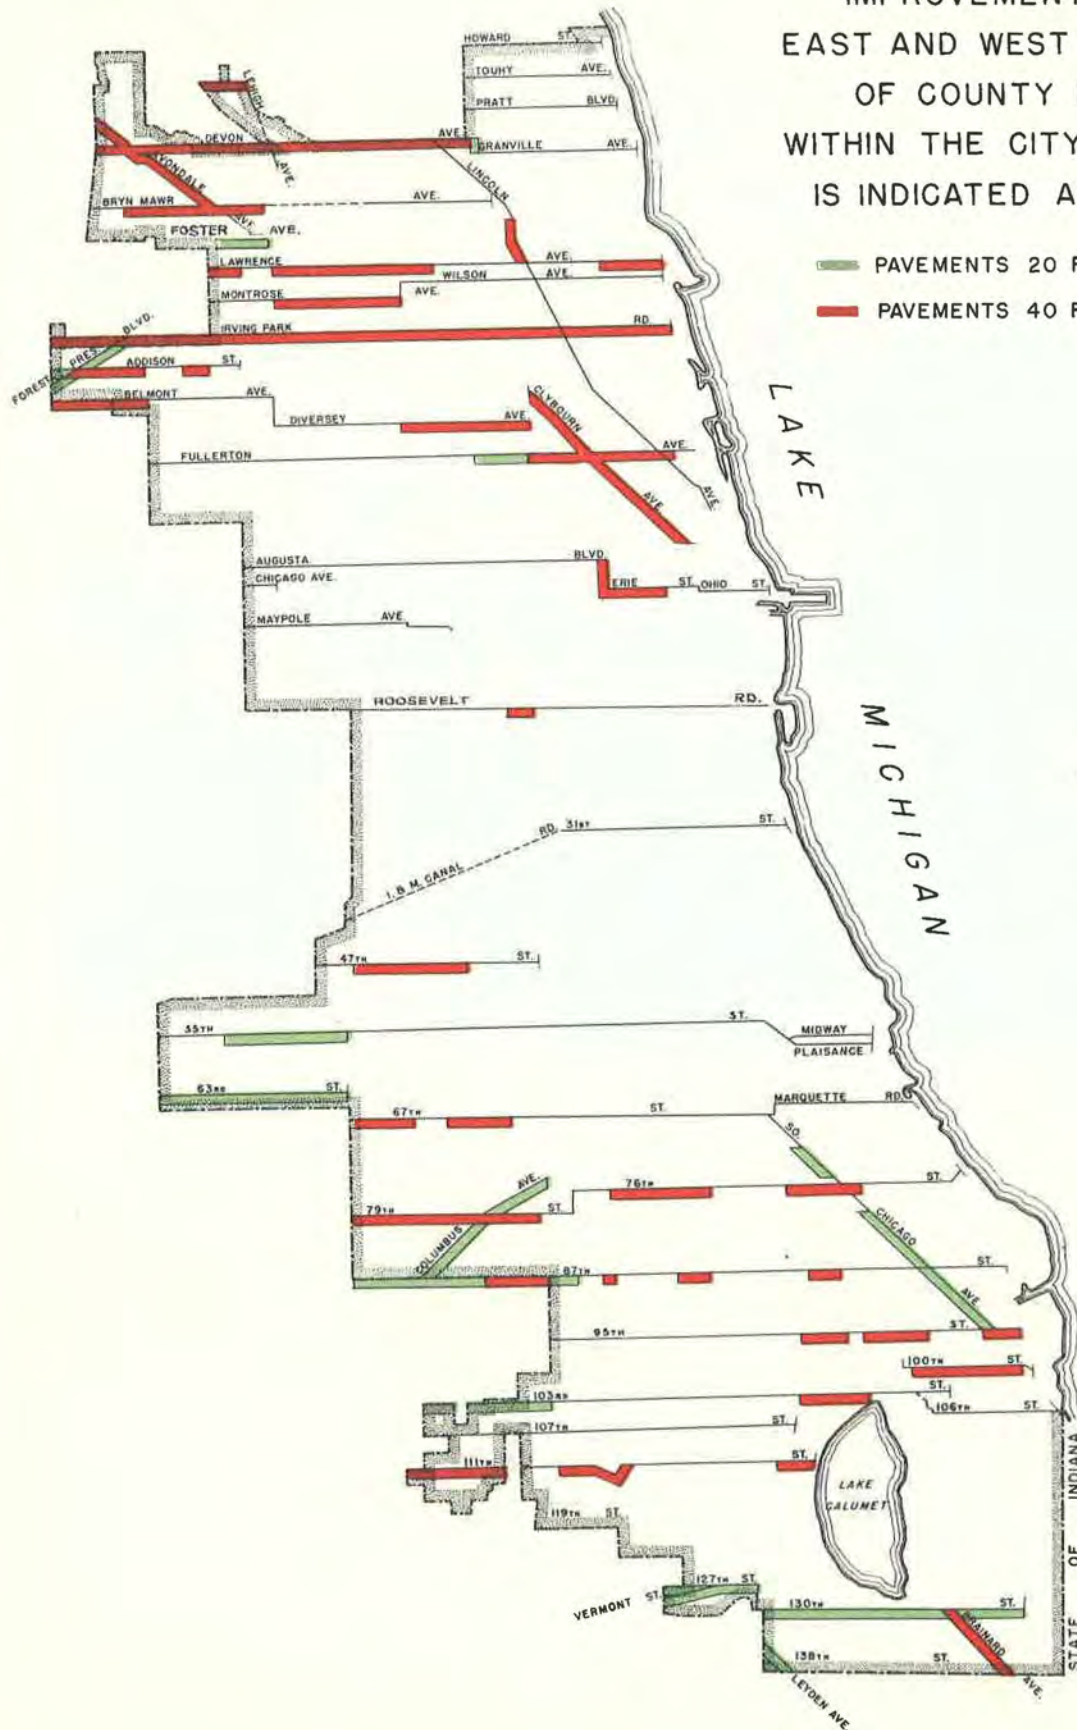 IMPROVEMENT
EAST AND WEST
OF COUNTY
WITHIN THE CITY
IS INDICATED A
PAVEMENTS 20 F
PAVEMENTS 40 F
HOWARD ST.
TOUHY AVE.
PRATT BLVD.
LEHIGH AVE.
DEVON AVE.
GRANVILLE AVE.
AVONDALE AVE.
LINCOLN AVE.
BRYN MAWR AVE.
FOSTER AVE.
LAWRENCE AVE.
WILSON AVE.
MONTROSE AVE.
IRVING PARK RD.
FOREST PRES. BLVD.
ADDISON ST.
BELMONT AVE.
DIVERSEY AVE.
CLYBOURN AVE.
FULLERTON AVE.
LAKE
MICHIGAN
AUGUSTA BLVD.
CHICAGO AVE.
ERIE ST.
OHIO ST.
MAYPOLE AVE.
ROOSEVELT RD.
31ST ST.
I. & M. CANAL RD.
47TH ST.
55TH ST.
MIDWAY
PLAISANCE
63RD ST.
MARQUETTE RD.
67TH ST.
SO. CHICAGO AVE.
76TH ST.
79TH ST.
COLUMBUS AVE.
87TH ST.
95TH ST.
100TH ST.
103RD ST.
106TH ST.
107TH ST.
111TH ST.
LAKE
CALUMET
119TH ST.
127TH ST.
VERMONT ST.
130TH ST.
BRAINARD AVE.
138TH ST.
LEYDEN AVE.
STATE OF INDIANA